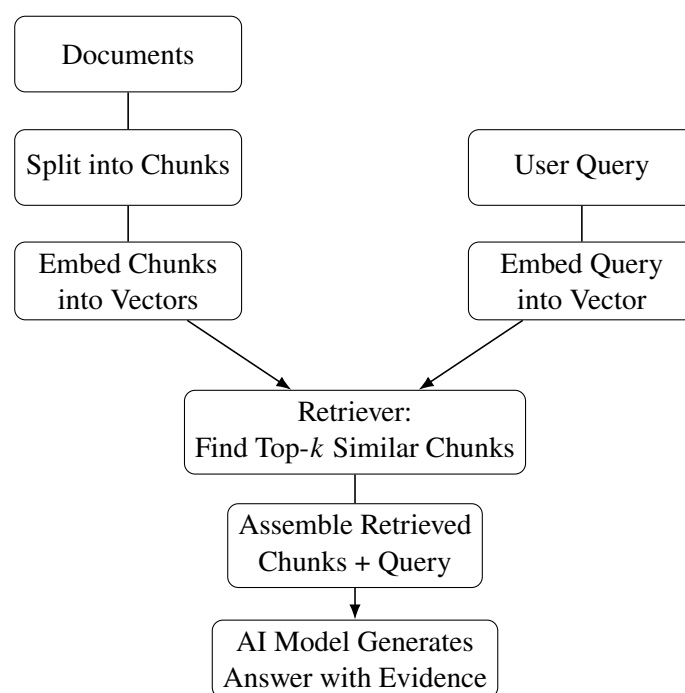 Documents
Split into Chunks
User Query
Embed Chunks
into Vectors
Embed Query
into Vector
Retriever:
Find Top-k Similar Chunks
Assemble Retrieved
Chunks + Query
AI Model Generates
Answer with Evidence